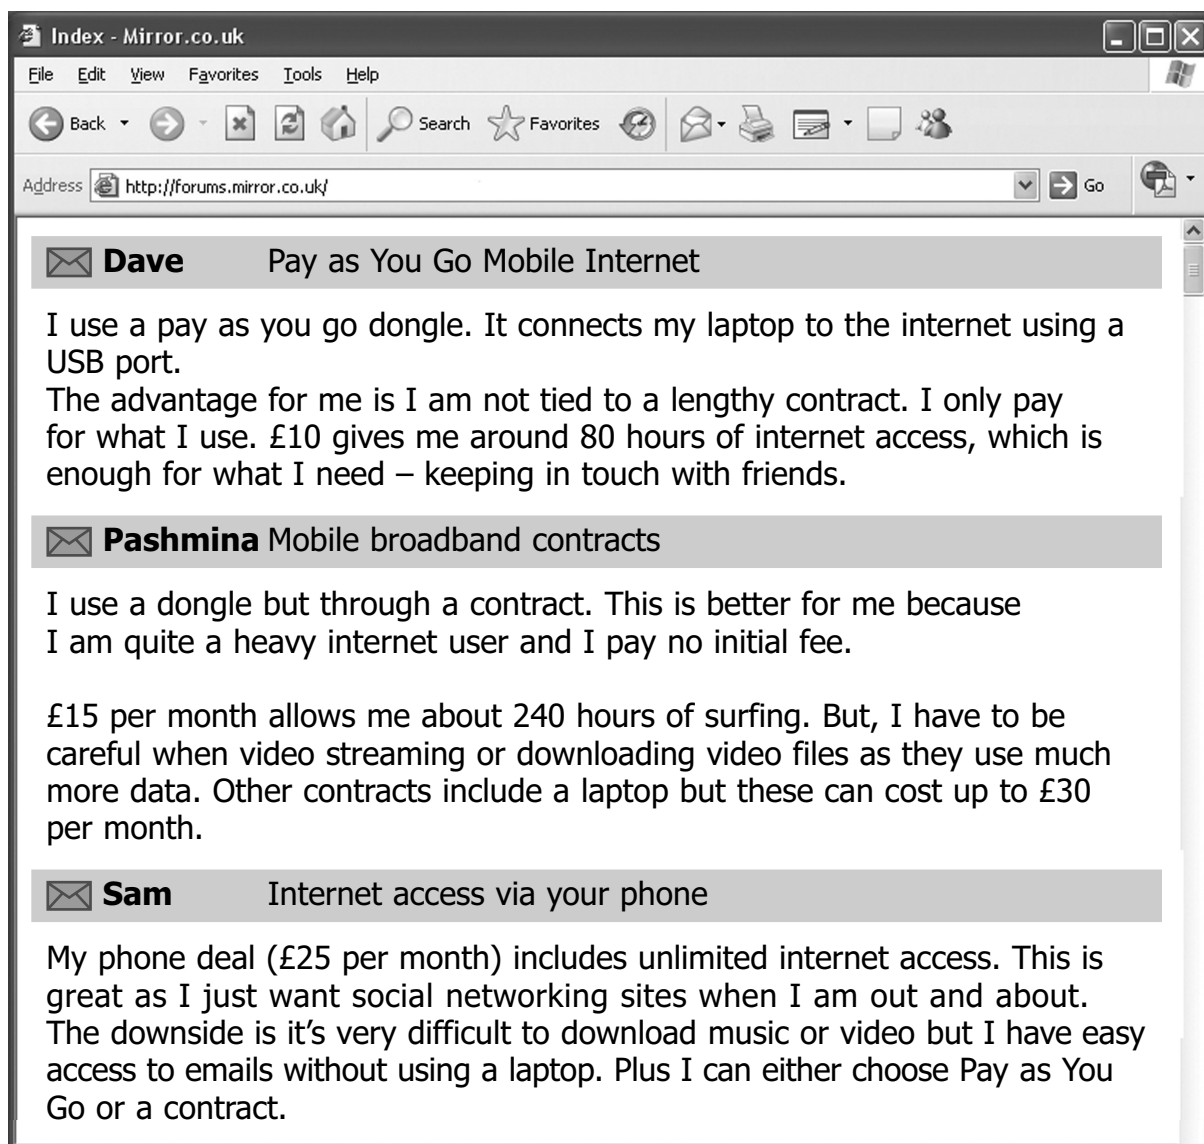 Index - Mirror.co.uk
File Edit View Favorites Tools Help
Back Search Favorites
Address http://forums.mirror.co.uk/ Go
Dave Pay as You Go Mobile Internet
I use a pay as you go dongle. It connects my laptop to the internet using a
USB port.
The advantage for me is I am not tied to a lengthy contract. I only pay
for what I use. £10 gives me around 80 hours of internet access, which is
enough for what I need – keeping in touch with friends.
Pashmina Mobile broadband contracts
I use a dongle but through a contract. This is better for me because
I am quite a heavy internet user and I pay no initial fee.
£15 per month allows me about 240 hours of surfing. But, I have to be
careful when video streaming or downloading video files as they use much
more data. Other contracts include a laptop but these can cost up to £30
per month.
Sam Internet access via your phone
My phone deal (£25 per month) includes unlimited internet access. This is
great as I just want social networking sites when I am out and about.
The downside is it’s very difficult to download music or video but I have easy
access to emails without using a laptop. Plus I can either choose Pay as You
Go or a contract.